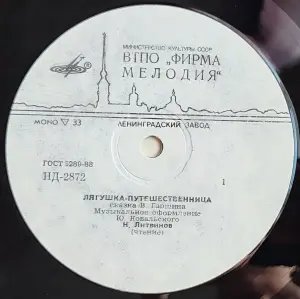 МИНИСТЕРСТВО КУЛЬТУРЫ СССР
ВТПО „ФИРМА
МЕЛОДИЯ“
МОНО ▽ 33
ЛЕНИНГРАДСКИЙ ЗАВОД
ГОСТ 5289-88
НД-2872
1
ЛЯГУШКА-ПУТЕШЕСТВЕННИЦА
сказка В. Гаршина
Музыкальное оформление
Ю. Ковальского
Н. Литвинов
(чтение)